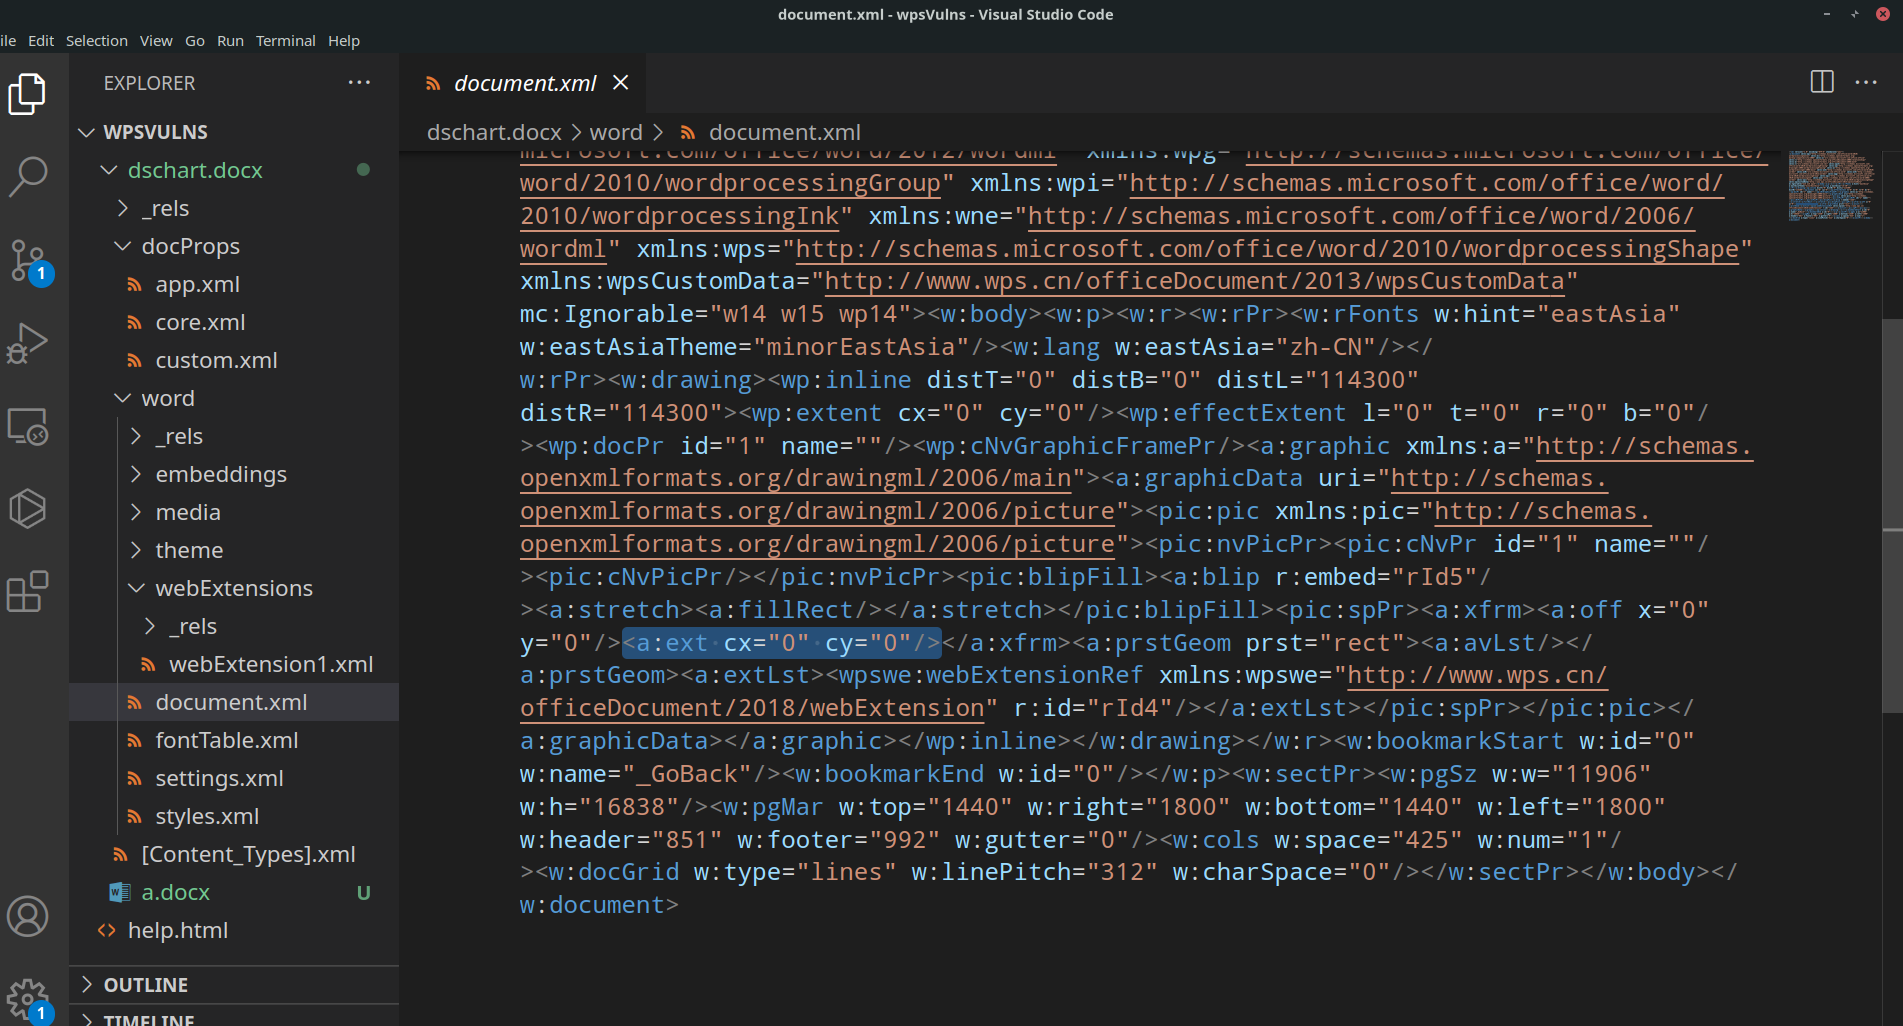 document.xml - wpsVulns - Visual Studio Code
ile Edit Selection View Go Run Terminal Help
EXPLORER
WPSVULNS
dschart.docx
_rels
docProps
app.xml
core.xml
custom.xml
word
_rels
embeddings
media
theme
webExtensions
_rels
webExtension1.xml
document.xml
fontTable.xml
settings.xml
styles.xml
[Content_Types].xml
a.docx U
help.html
OUTLINE
TIMELINE
1
1
document.xml
dschart.docx > word > document.xml
microsoft.com/office/word/2012/wordml" xmlns:wpg="http://schemas.microsoft.com/office/
word/2010/wordprocessingGroup" xmlns:wpi="http://schemas.microsoft.com/office/word/
2010/wordprocessingInk" xmlns:wne="http://schemas.microsoft.com/office/word/2006/
wordml" xmlns:wps="http://schemas.microsoft.com/office/word/2010/wordprocessingShape"
xmlns:wpsCustomData="http://www.wps.cn/officeDocument/2013/wpsCustomData"
mc:Ignorable="w14 w15 wp14"><w:body><w:p><w:r><w:rPr><w:rFonts w:hint="eastAsia"
w:eastAsiaTheme="minorEastAsia"/><w:lang w:eastAsia="zh-CN"/></
w:rPr><w:drawing><wp:inline distT="0" distB="0" distL="114300"
distR="114300"><wp:extent cx="0" cy="0"/><wp:effectExtent l="0" t="0" r="0" b="0"/
><wp:docPr id="1" name=""/><wp:cNvGraphicFramePr/><a:graphic xmlns:a="http://schemas.
openxmlformats.org/drawingml/2006/main"><a:graphicData uri="http://schemas.
openxmlformats.org/drawingml/2006/picture"><pic:pic xmlns:pic="http://schemas.
openxmlformats.org/drawingml/2006/picture"><pic:nvPicPr><pic:cNvPr id="1" name=""/
><pic:cNvPicPr/></pic:nvPicPr><pic:blipFill><a:blip r:embed="rId5"/
><a:stretch><a:fillRect/></a:stretch></pic:blipFill><pic:spPr><a:xfrm><a:off x="0"
y="0"/><a:ext cx="0" cy="0"/></a:xfrm><a:prstGeom prst="rect"><a:avLst/></
a:prstGeom><a:extLst><wpswe:webExtensionRef xmlns:wpswe="http://www.wps.cn/
officeDocument/2018/webExtension" r:id="rId4"/></a:extLst></pic:spPr></pic:pic></
a:graphicData></a:graphic></wp:inline></w:drawing></w:r><w:bookmarkStart w:id="0"
w:name="_GoBack"/><w:bookmarkEnd w:id="0"/></w:p><w:sectPr><w:pgSz w:w="11906"
w:h="16838"/><w:pgMar w:top="1440" w:right="1800" w:bottom="1440" w:left="1800"
w:header="851" w:footer="992" w:gutter="0"/><w:cols w:space="425" w:num="1"/
><w:docGrid w:type="lines" w:linePitch="312" w:charSpace="0"/></w:sectPr></w:body></
w:document>